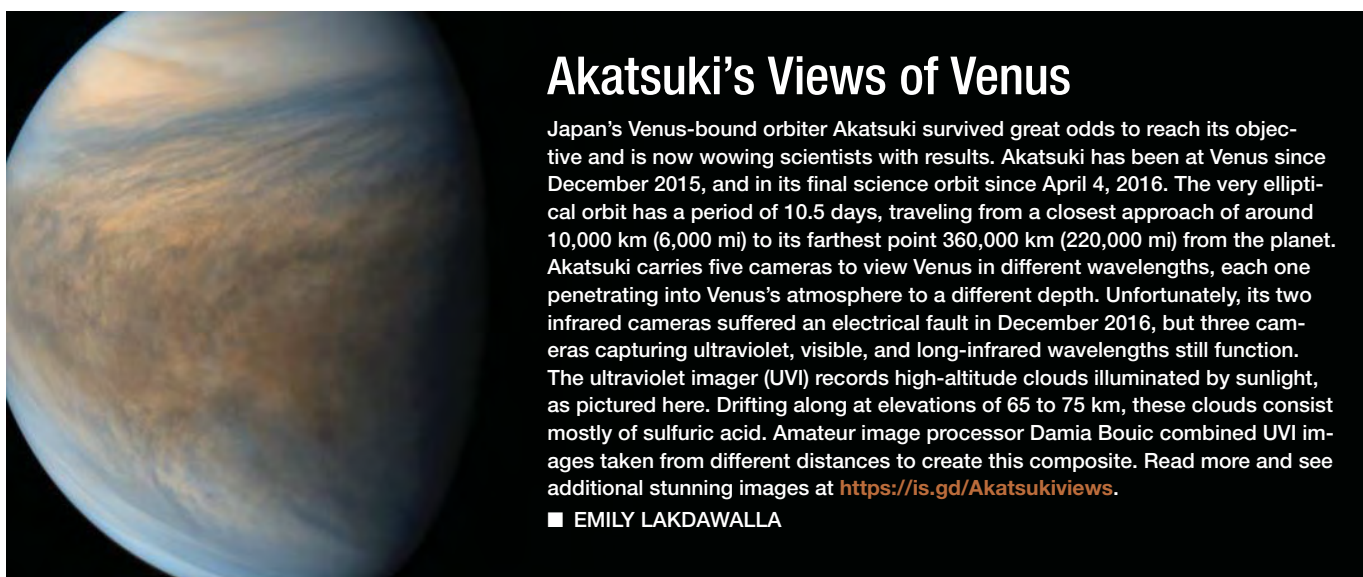 Akatsuki’s Views of Venus
Japan’s Venus-bound orbiter Akatsuki survived great odds to reach its objec-
tive and is now wowing scientists with results. Akatsuki has been at Venus since
December 2015, and in its final science orbit since April 4, 2016. The very ellipti-
cal orbit has a period of 10.5 days, traveling from a closest approach of around
10,000 km (6,000 mi) to its farthest point 360,000 km (220,000 mi) from the planet.
Akatsuki carries five cameras to view Venus in different wavelengths, each one
penetrating into Venus’s atmosphere to a different depth. Unfortunately, its two
infrared cameras suffered an electrical fault in December 2016, but three cam-
eras capturing ultraviolet, visible, and long-infrared wavelengths still function.
The ultraviolet imager (UVI) records high-altitude clouds illuminated by sunlight,
as pictured here. Drifting along at elevations of 65 to 75 km, these clouds consist
mostly of sulfuric acid. Amateur image processor Damia Bouic combined UVI im-
ages taken from different distances to create this composite. Read more and see
additional stunning images at https://is.gd/Akatsukiviews.
■ EMILY LAKDAWALLA